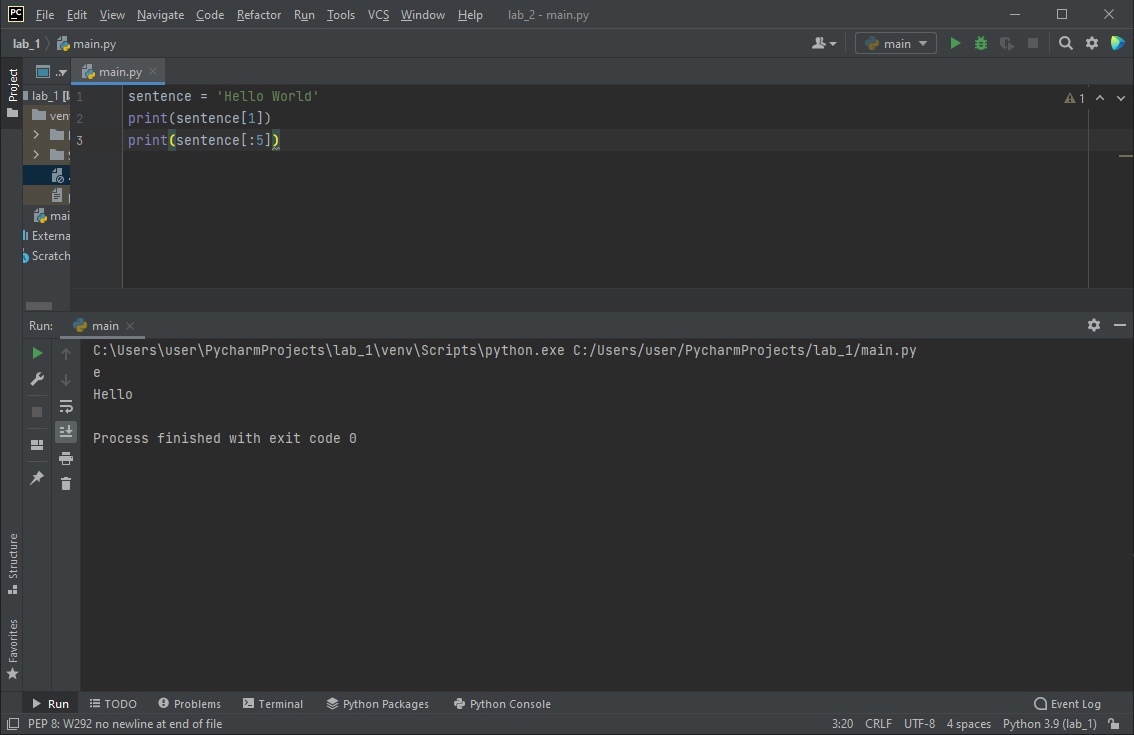 PC File Edit View Navigate Code Refactor Run Tools VCS Window Help lab_2 - main.py
lab_1 main.py main
Project
main.py
lab_1 [l
ven
mai
Externa
Scratch
1 sentence = 'Hello World'
2 print(sentence[1])
3 print(sentence[:5])
1
Run: main
C:\Users\user\PycharmProjects\lab_1\venv\Scripts\python.exe C:/Users/user/PycharmProjects/lab_1/main.py
e
Hello
Process finished with exit code 0
Structure
Favorites
Run TODO Problems Terminal Python Packages Python Console Event Log
PEP 8: W292 no newline at end of file 3:20 CRLF UTF-8 4 spaces Python 3.9 (lab_1)